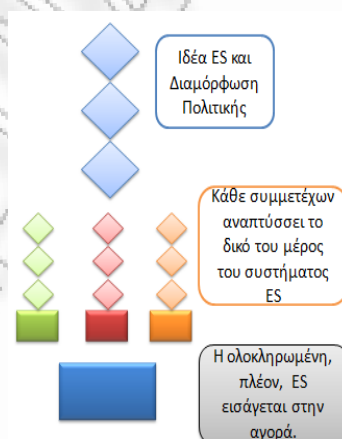 Ιδέα ES και
Διαμόρφωση
Πολιτικής
Κάθε συμμετέχων
αναπτύσσει το
δικό του μέρος
του συστήματος
ES
Η ολοκληρωμένη,
πλέον, ES
εισάγεται στην
αγορά.